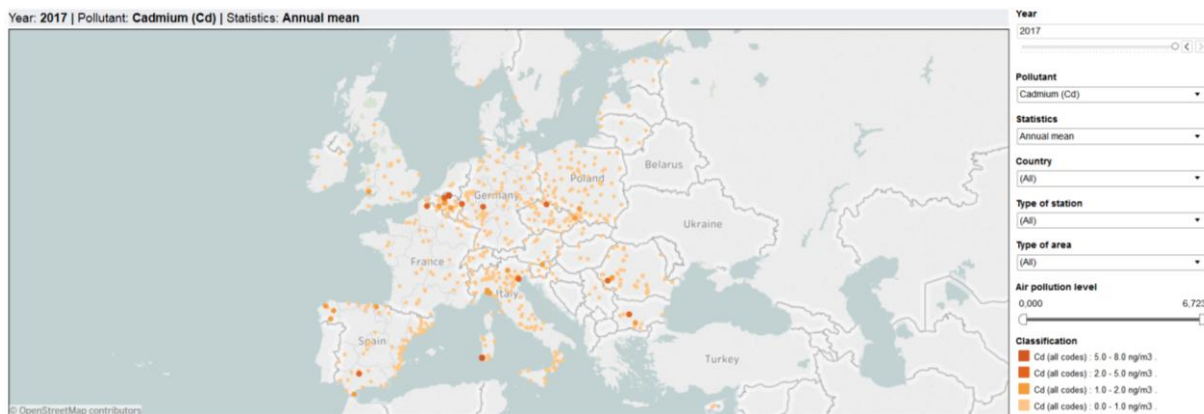 Year: 2017 | Pollutant: Cadmium (Cd) | Statistics: Annual mean
Belarus
Poland
Germany
Ukraine
France
Italy
Spain
Turkey
© OpenStreetMap contributors
Year
2017
Pollutant
Cadmium (Cd)
Statistics
Annual mean
Country
(All)
Type of station
(All)
Type of area
(All)
Air pollution level
0,000 6,723
Classification
Cd (all codes) : 5.0 - 8.0 ng/m3 .
Cd (all codes) : 2.0 - 5.0 ng/m3 .
Cd (all codes) : 1.0 - 2.0 ng/m3 .
Cd (all codes) : 0.0 - 1.0 ng/m3 .